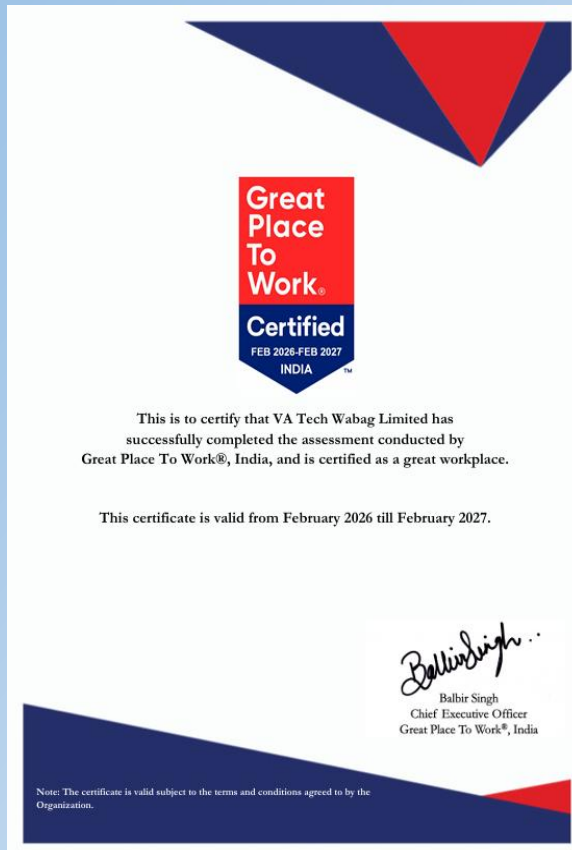 Great
Place
To
Work®
Certified
FEB 2026-FEB 2027
INDIA ™
This is to certify that VA Tech Wabag Limited has
successfully completed the assessment conducted by
Great Place To Work®, India, and is certified as a great workplace.
This certificate is valid from February 2026 till February 2027.
Balbir Singh
Balbir Singh
Chief Executive Officer
Great Place To Work®, India
Note: The certificate is valid subject to the terms and conditions agreed to by the
Organization.